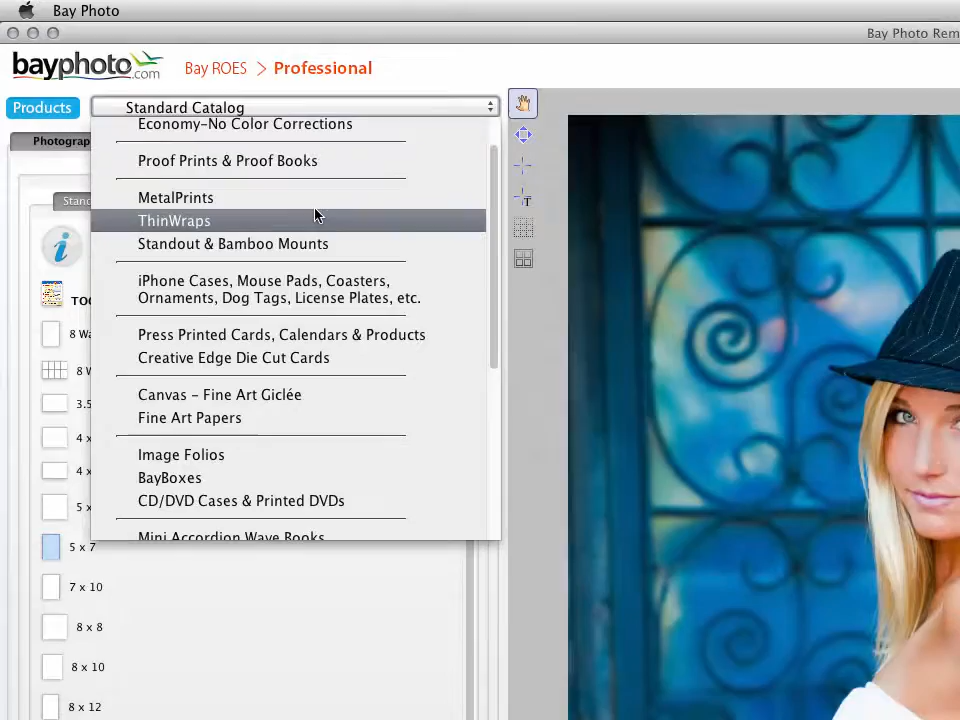 Bay Photo
Bay Photo Rem
bayphoto.com
Bay ROES > Professional
Products
Standard Catalog
Economy-No Color Corrections
Photograp
Proof Prints & Proof Books
MetalPrints
Stand
ThinWraps
Standout & Bamboo Mounts
iPhone Cases, Mouse Pads, Coasters,
Ornaments, Dog Tags, License Plates, etc.
TOO
8 Wa
Press Printed Cards, Calendars & Products
Creative Edge Die Cut Cards
8 W
Canvas – Fine Art Giclée
3.5
Fine Art Papers
4 x
Image Folios
4 x
BayBoxes
CD/DVD Cases & Printed DVDs
5 x
Mini Accordion Wave Books
5 x 7
7 x 10
8 x 8
8 x 10
8 x 12